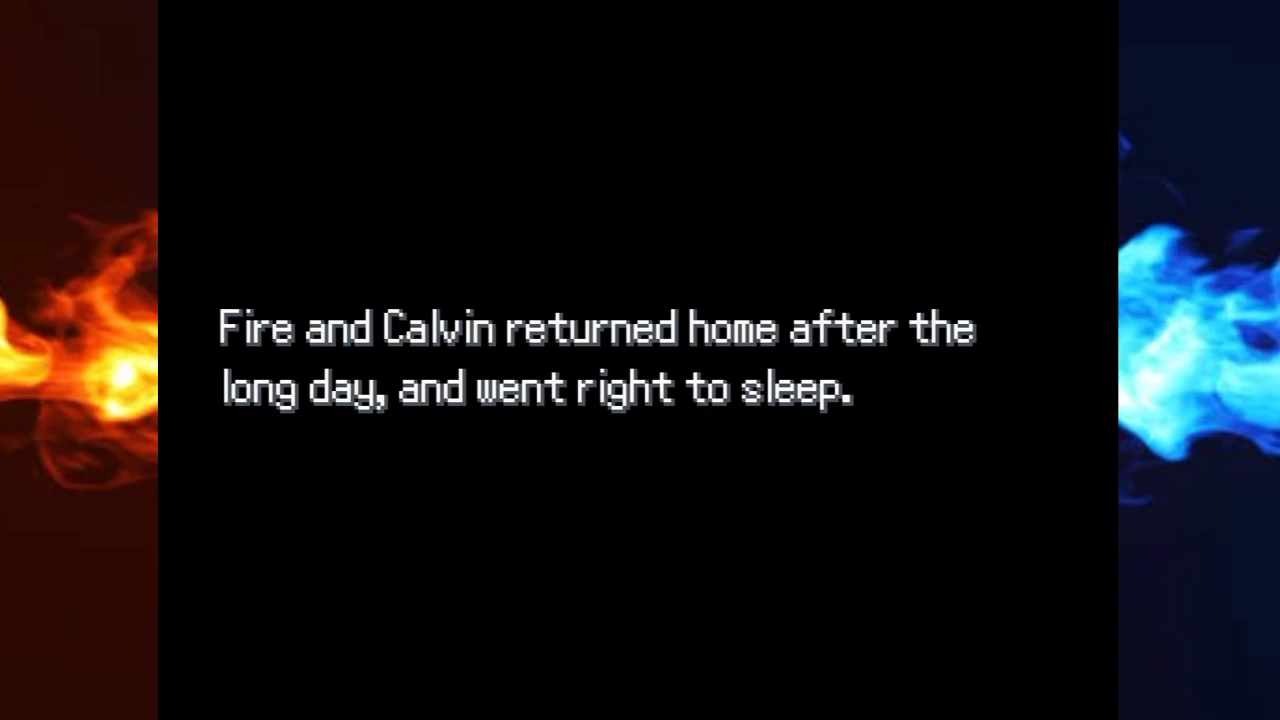 Fire and Calvin returned home after the
long day, and went right to sleep.